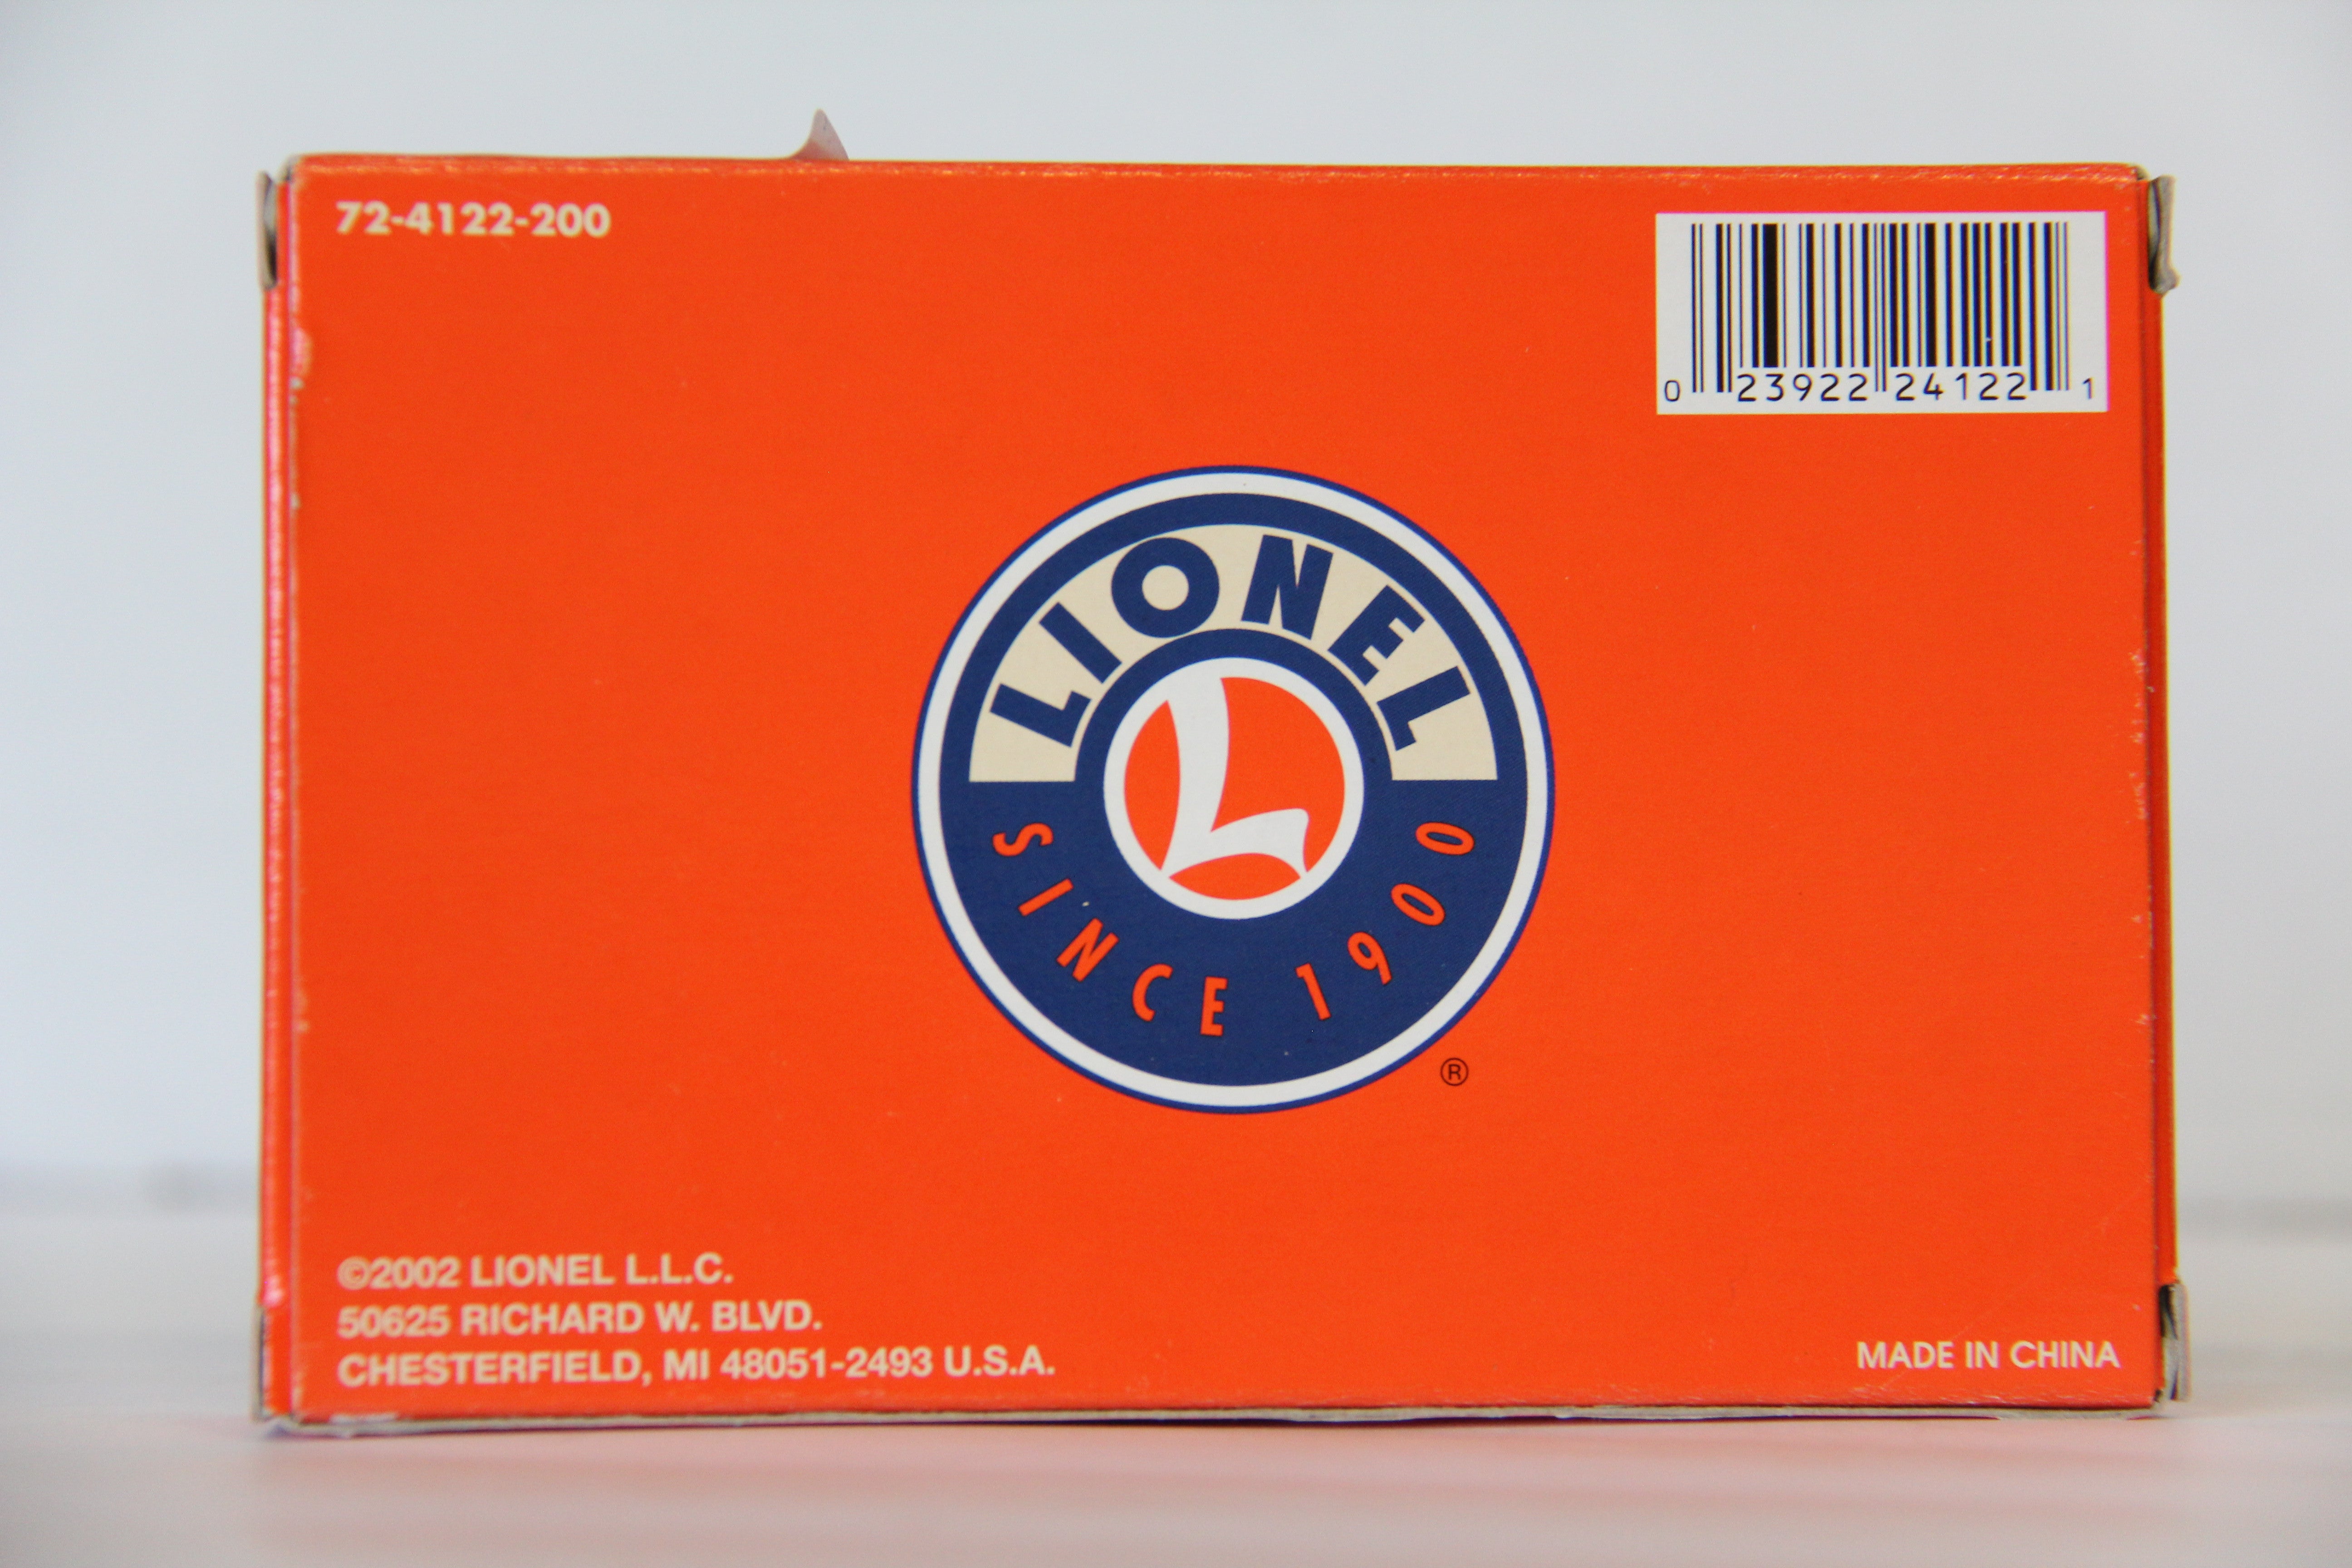 72-4122-200
0 23922 24122 1
LIONEL
L
SINCE 1900
®
©2002 LIONEL L.L.C.
50625 RICHARD W. BLVD.
CHESTERFIELD, MI 48051-2493 U.S.A.
MADE IN CHINA